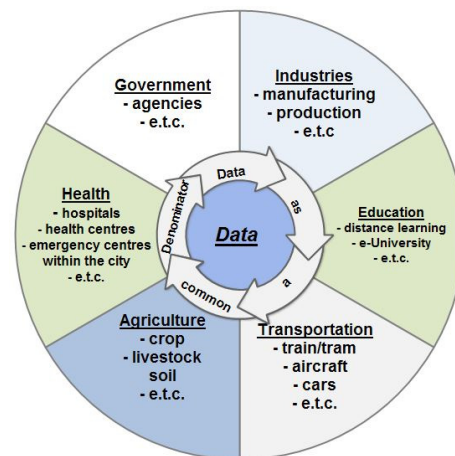 Government
- agencies
- e.t.c.
Industries
- manufacturing
- production
- e.t.c
Health
- hospitals
- health centres
- emergency centres
within the city
- e.t.c.
Data
as
a
common
Denominator
Data
Education
- distance learning
- e-University
- e.t.c.
Agriculture
- crop
- livestock
soil
- e.t.c.
Transportation
- train/tram
- aircraft
- cars
- e.t.c.